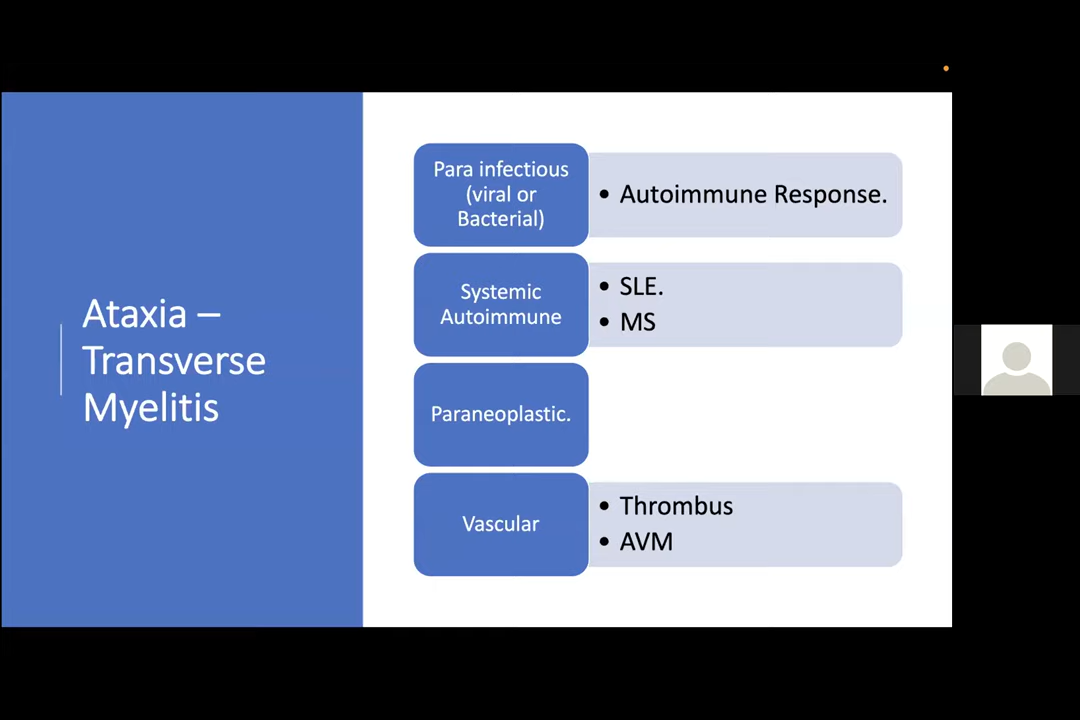 Ataxia –
Transverse
Myelitis
Para infectious
(viral or
Bacterial)
• Autoimmune Response.
Systemic
Autoimmune
• SLE.
• MS
Paraneoplastic.
Vascular
• Thrombus
• AVM